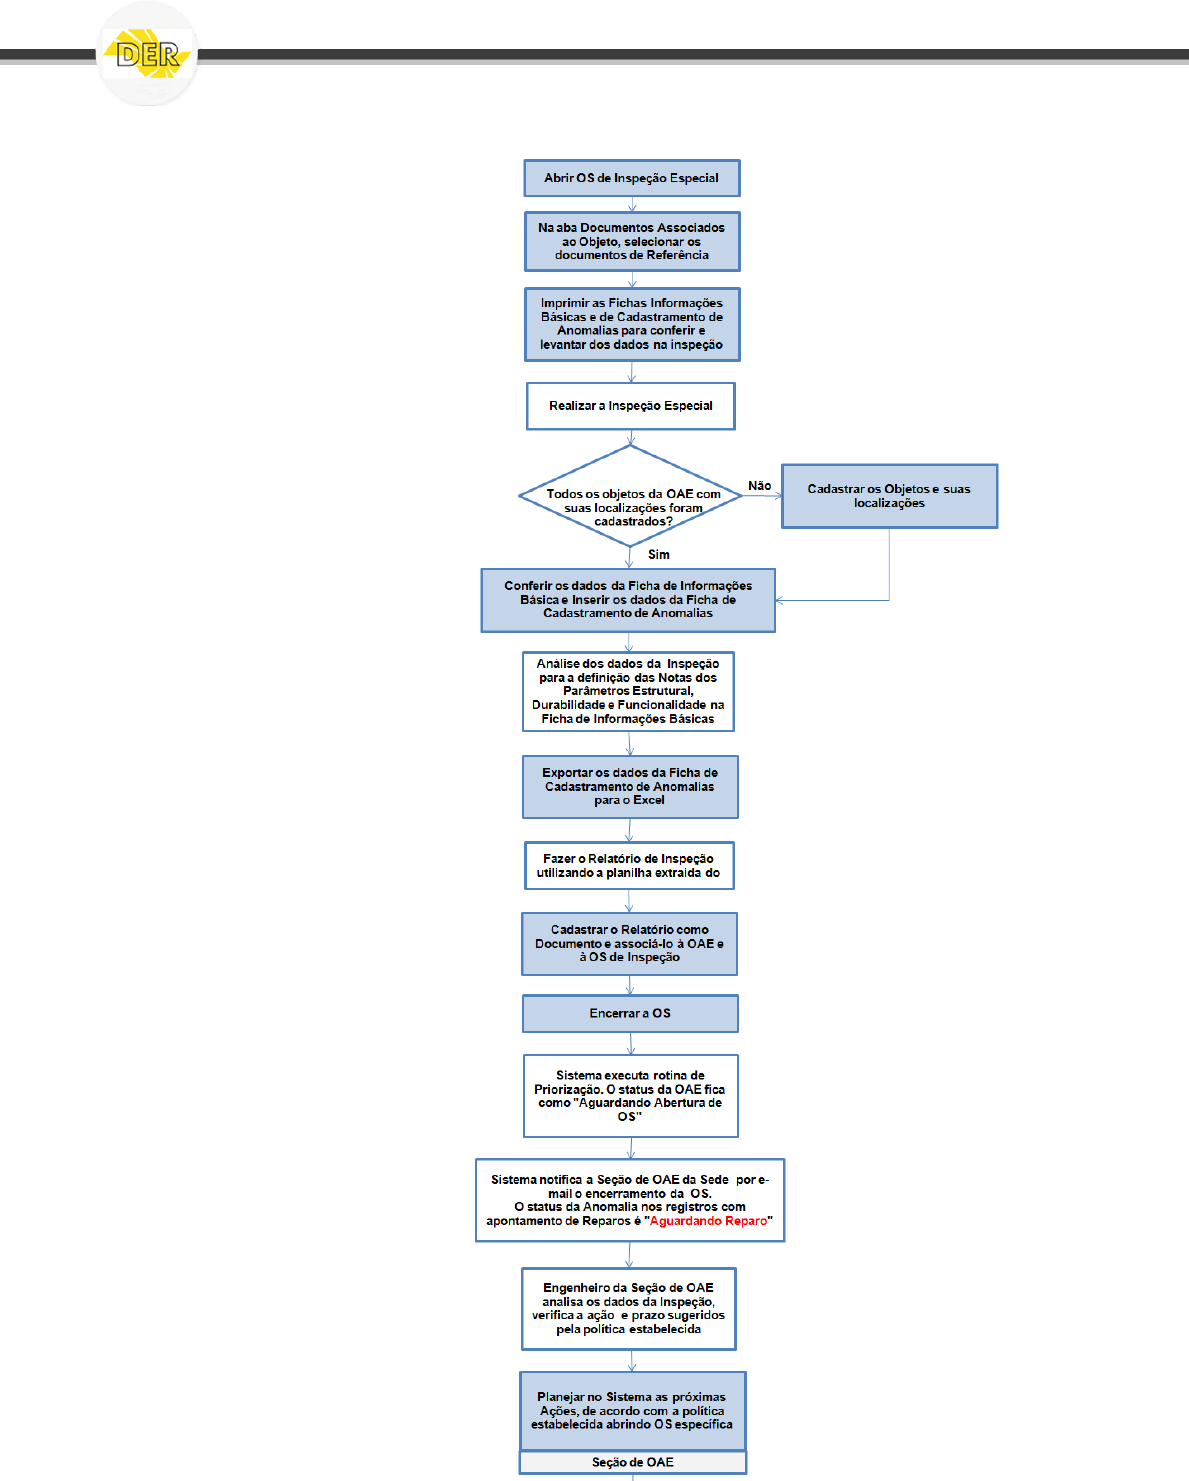 DER
Abrir OS de Inspeção Especial
Na aba Documentos Associados
ao Objeto, selecionar os
documentos de Referência
Imprimir as Fichas Informações
Básicas e de Cadastramento de
Anomalias para conferir e
levantar dos dados na inspeção
Realizar a Inspeção Especial
Todos os objetos da OAE com
suas localizações foram
cadastrados?
Não
Cadastrar os Objetos e suas
localizações
Sim
Conferir os dados da Ficha de Informações
Básica e Inserir os dados da Ficha de
Cadastramento de Anomalias
Análise dos dados da Inspeção
para a definição das Notas dos
Parâmetros Estrutural,
Durabilidade e Funcionalidade na
Ficha de Informações Básicas
Exportar os dados da Ficha de
Cadastramento de Anomalias
para o Excel
Fazer o Relatório de Inspeção
utilizando a planilha extraida do
Cadastrar o Relatório como
Documento e associá-lo à OAE e
à OS de Inspeção
Encerrar a OS
Sistema executa rotina de
Priorização. O status da OAE fica
como "Aguardando Abertura de
OS"
Sistema notifica a Seção de OAE da Sede por e-
mail o encerramento da OS.
O status da Anomalia nos registros com
apontamento de Reparos é "Aguardando Reparo"
Engenheiro da Seção de OAE
analisa os dados da Inspeção,
verifica a ação e prazo sugeridos
pela política estabelecida
Planejar no Sistema as próximas
Ações, de acordo com a política
estabelecida abrindo OS específica
Seção de OAE